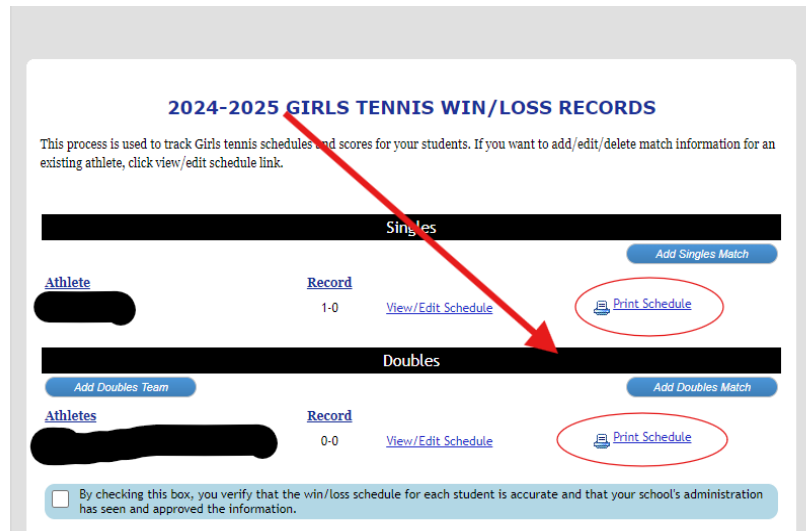 2024-2025 GIRLS TENNIS WIN/LOSS RECORDS
This process is used to track Girls tennis schedules and scores for your students. If you want to add/edit/delete match information for an
existing athlete, click view/edit schedule link.
Singles
Add Singles Match
Athlete Record
1-0 View/Edit Schedule Print Schedule
Doubles
Add Doubles Team Add Doubles Match
Athletes Record
0-0 View/Edit Schedule Print Schedule
By checking this box, you verify that the win/loss schedule for each student is accurate and that your school's administration
has seen and approved the information.